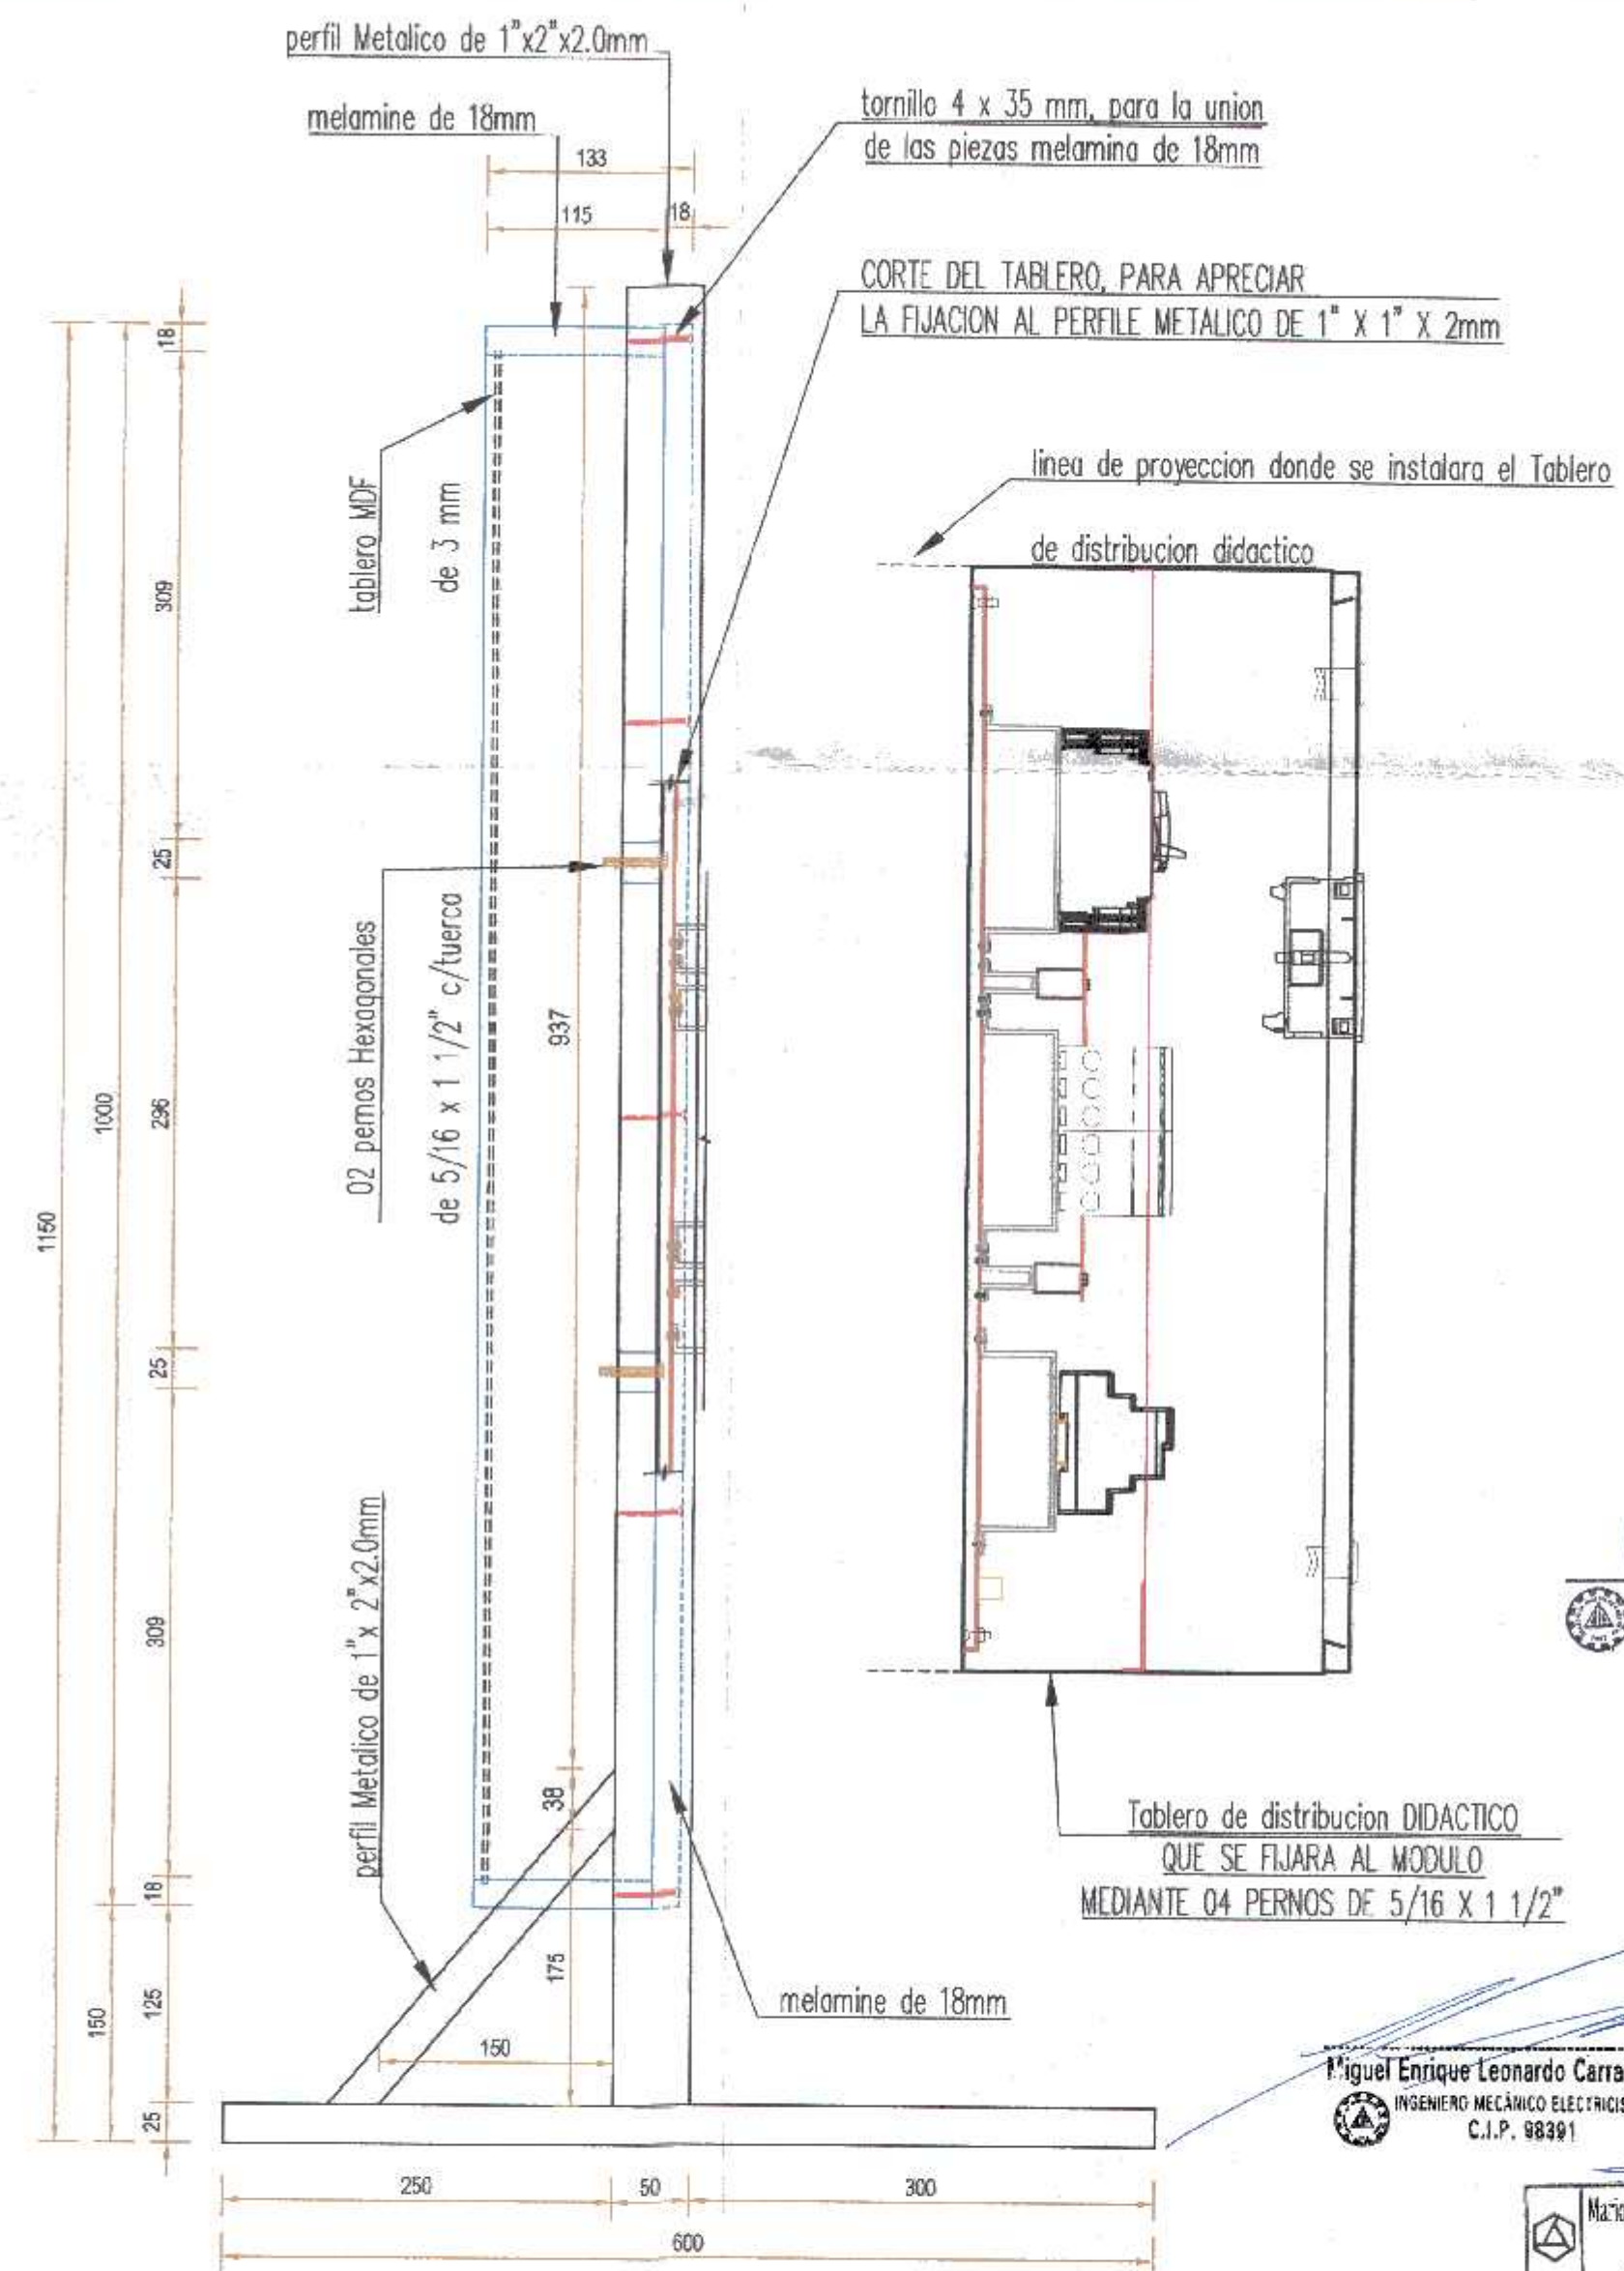 perfil Metalico de 1"x2"x2.0mm
melamine de 18mm
tornillo 4 x 35 mm, para la union
de las piezas melamina de 18mm
133
115
18
CORTE DEL TABLERO, PARA APRECIAR
LA FIJACION AL PERFILE METALICO DE 1" X 1" X 2mm
linea de proyeccion donde se instalara el Tablero
de distribucion didactico
tablero MDF
de 3 mm
02 pernos Hexagonales
de 5/16 x 1 1/2" c/tuerca
perfil Metalico de 1"x 2"x2.0mm
18
309
25
296
25
309
18
125
25
1000
150
1150
937
38
175
150
Tablero de distribucion DIDACTICO
QUE SE FIJARA AL MODULO
MEDIANTE 04 PERNOS DE 5/16 X 1 1/2"
melamine de 18mm
250
50
300
600
Miguel Enrique Leonardo Carra
INGENIERO MECÁNICO ELECTRICIS
C.I.P. 98391